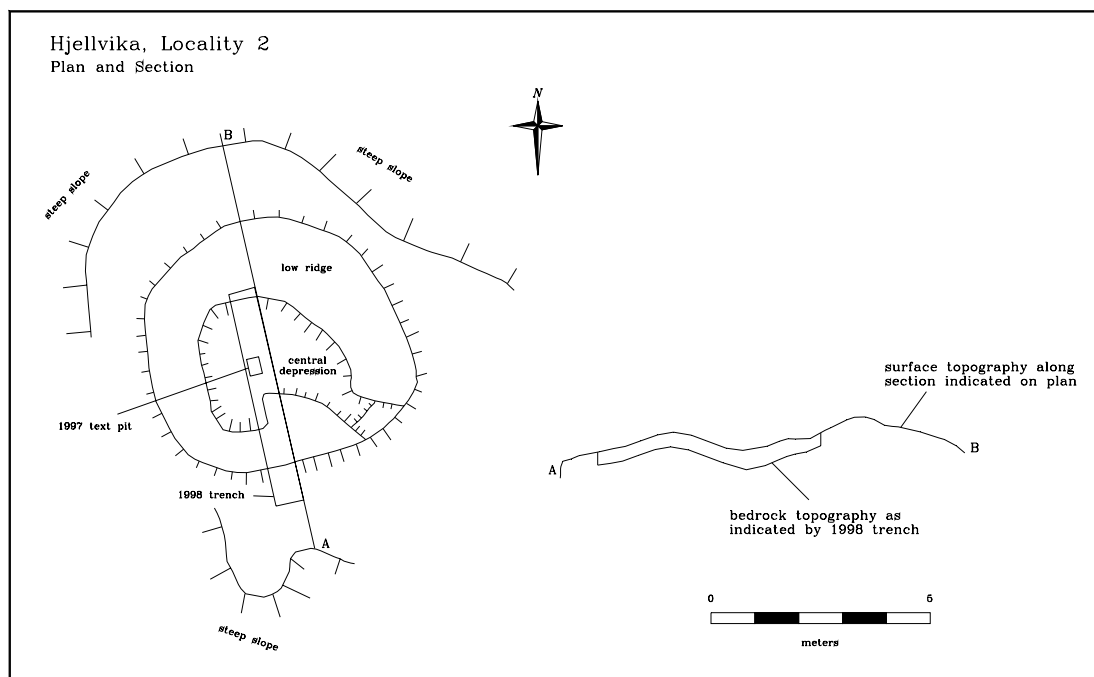 Hjellvika, Locality 2
Plan and Section
N
B
steep slope
steep slope
low ridge
central
depression
1997 text pit
1998 trench
A
steep slope
surface topography along
section indicated on plan
A
B
bedrock topography as
indicated by 1998 trench
0
6
meters